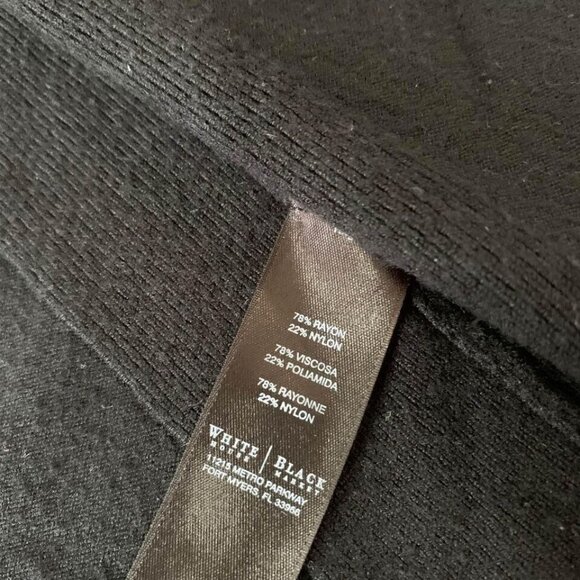 78% RAYON
22% NYLON
78% VISCOSA
22% POLIAMIDA
78% RAYONNE
22% NYLON
WHITE | BLACK
HOUSE | MARKET
11215 METRO PARKWAY
FORT MYERS, FL 33966